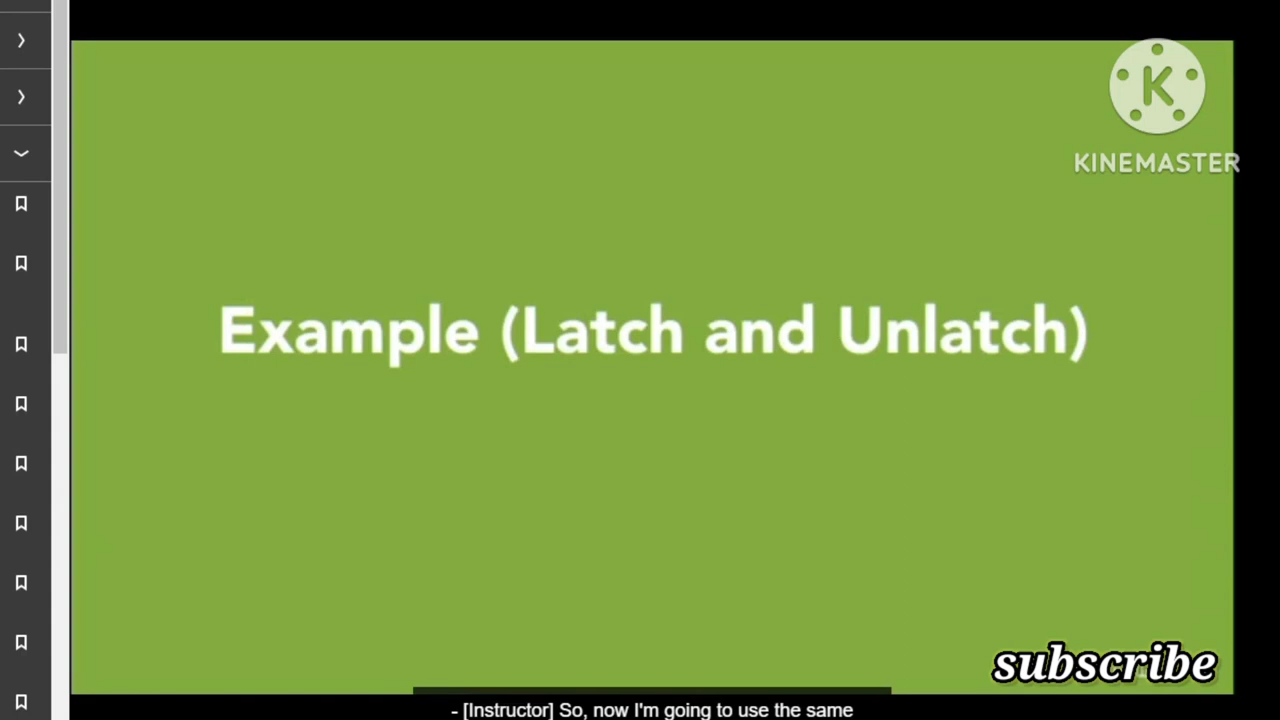 KINEMASTER
Example (Latch and Unlatch)
subscribe
- [Instructor] So, now I'm going to use the same